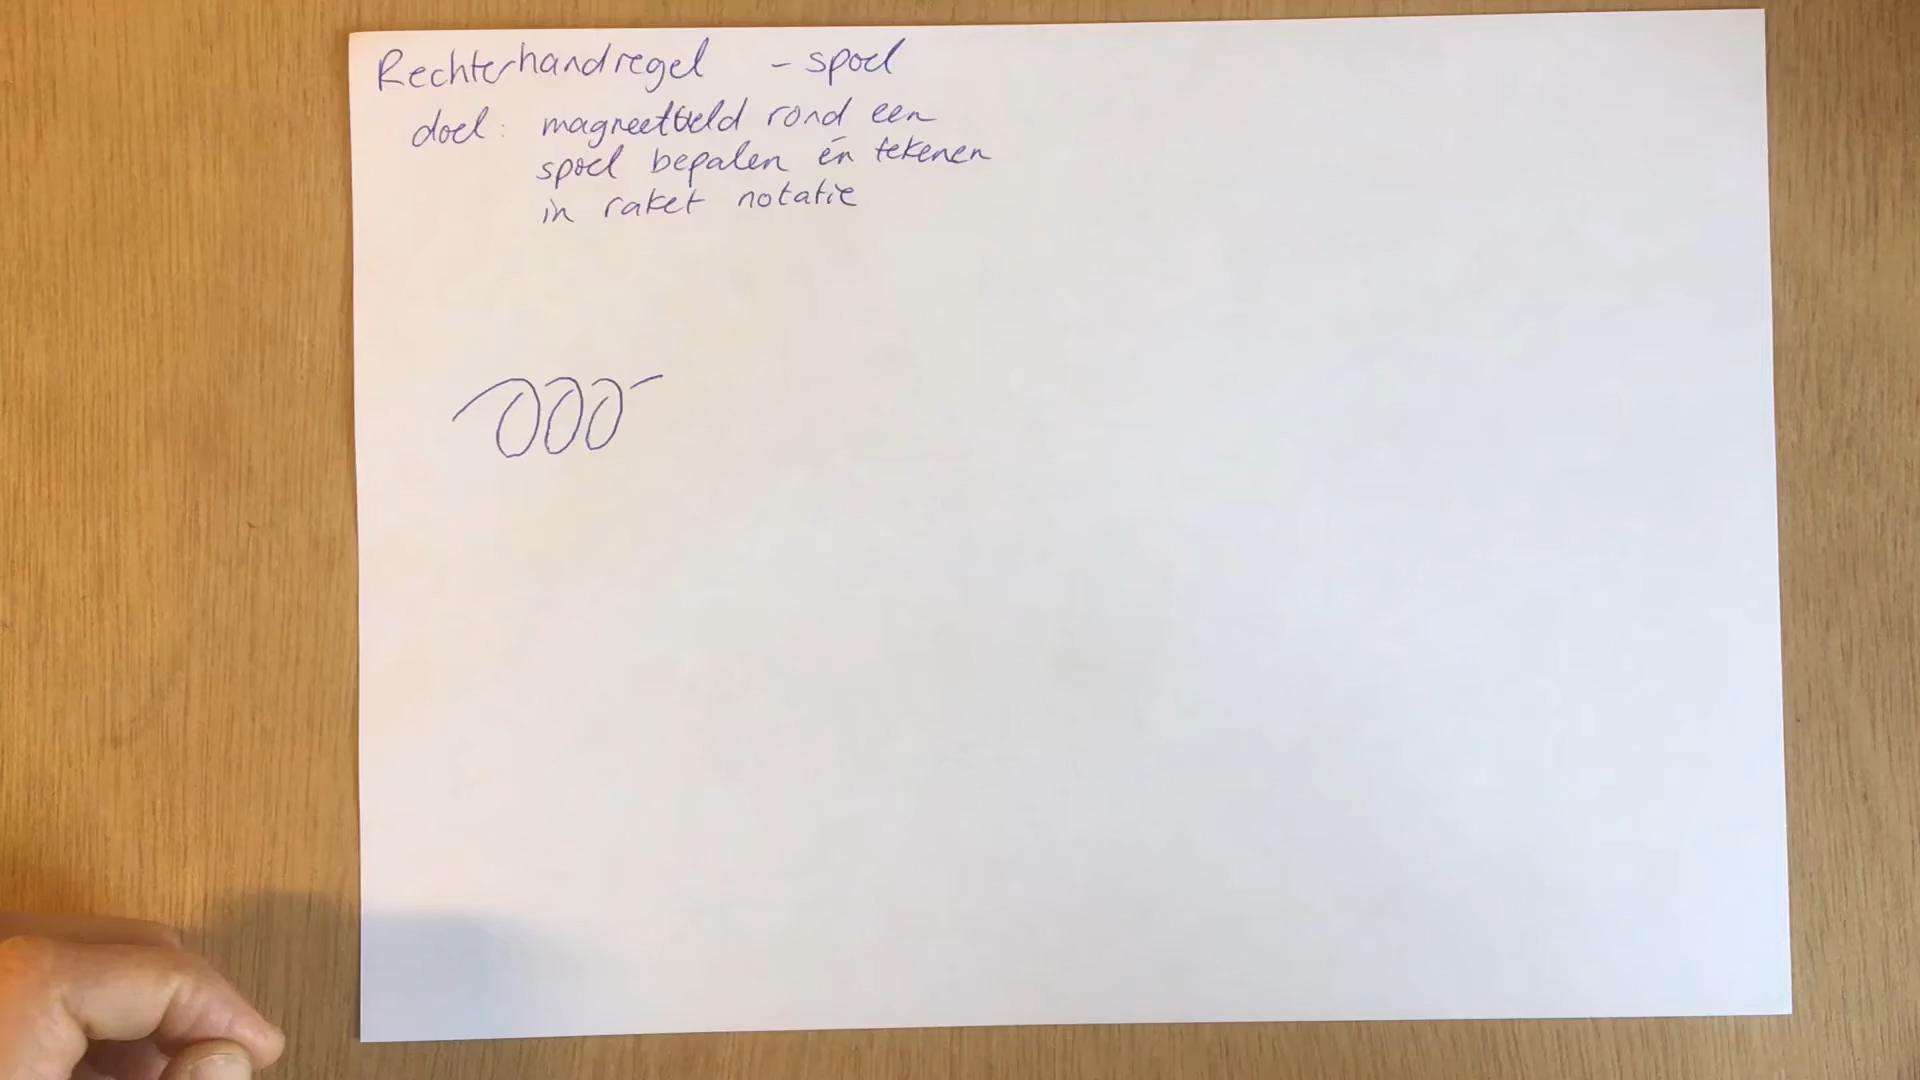 Rechterhandregel - spoel
doel: magneetveld rond een
spoel bepalen én tekenen
in raket notatie